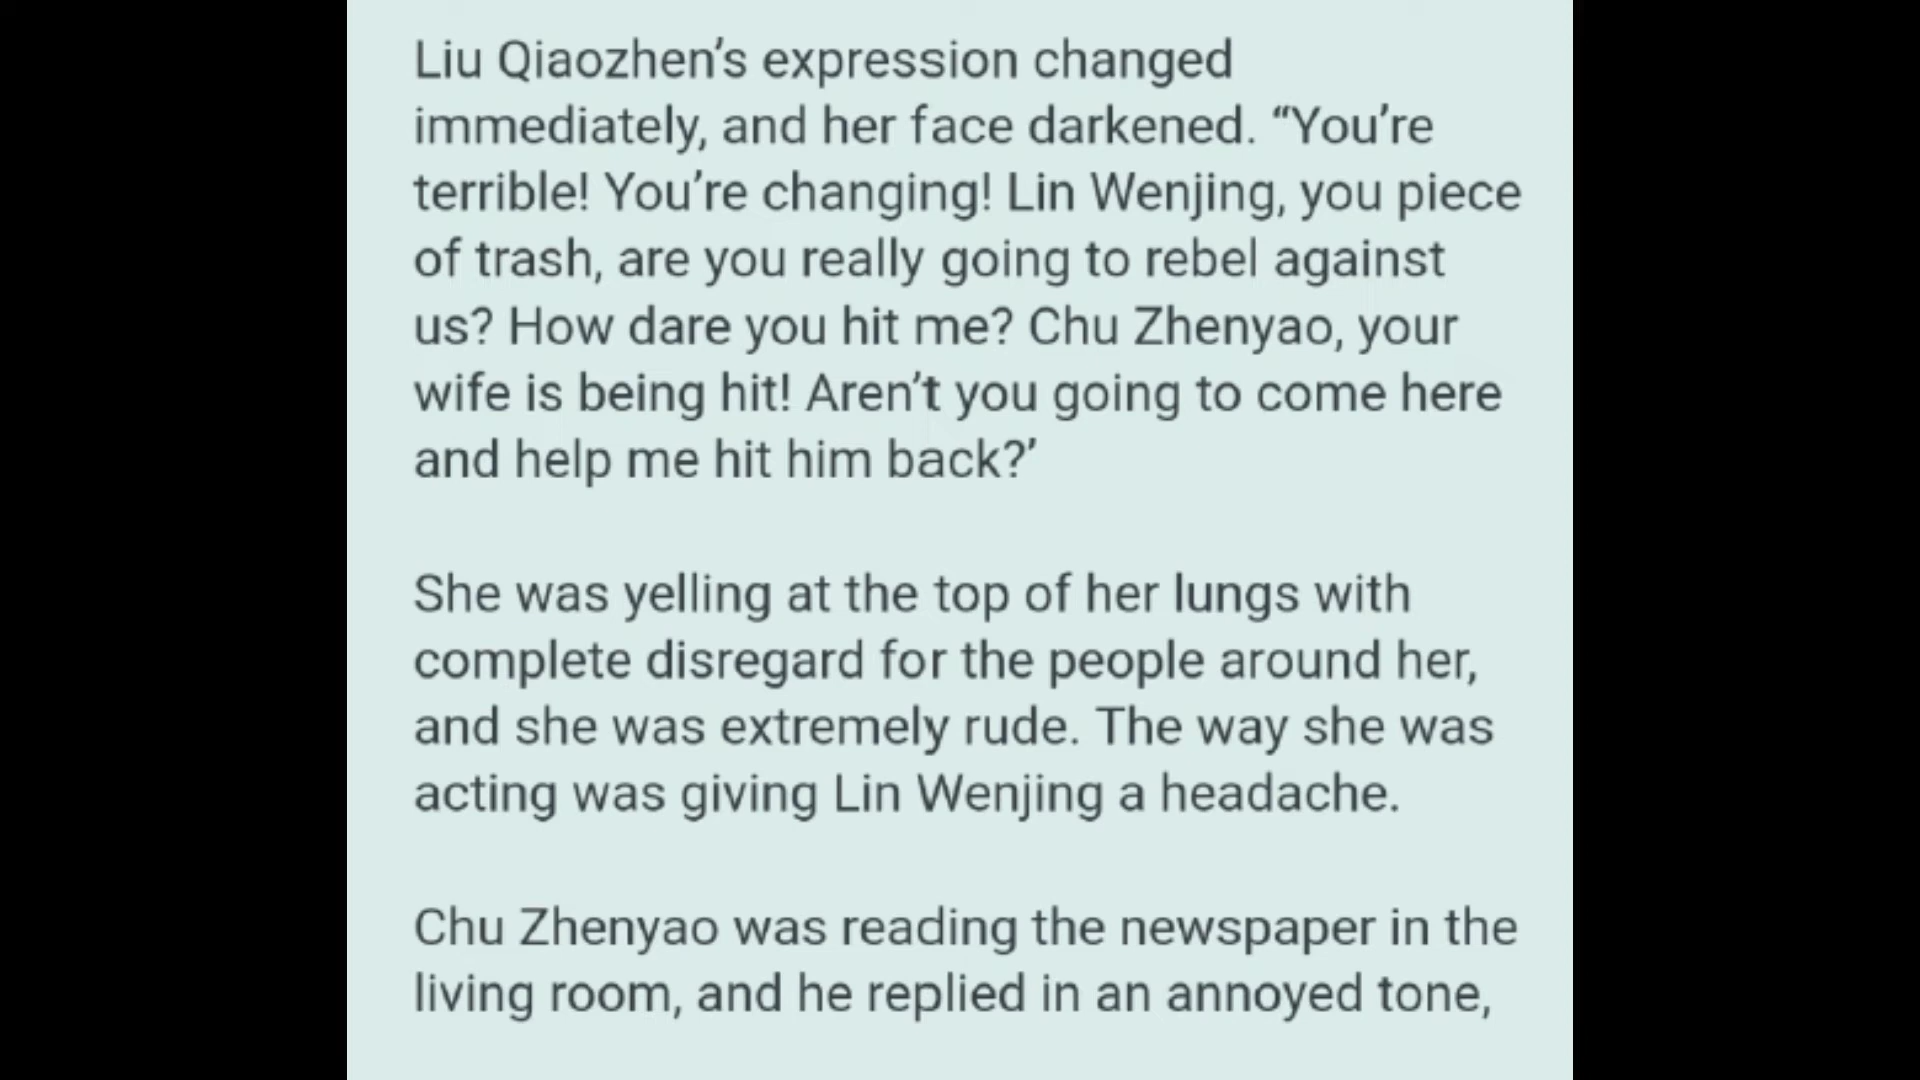 Liu Qiaozhen’s expression changed
immediately, and her face darkened. “You’re
terrible! You’re changing! Lin Wenjing, you piece
of trash, are you really going to rebel against
us? How dare you hit me? Chu Zhenyao, your
wife is being hit! Aren’t you going to come here
and help me hit him back?’
She was yelling at the top of her lungs with
complete disregard for the people around her,
and she was extremely rude. The way she was
acting was giving Lin Wenjing a headache.
Chu Zhenyao was reading the newspaper in the
living room, and he replied in an annoyed tone,